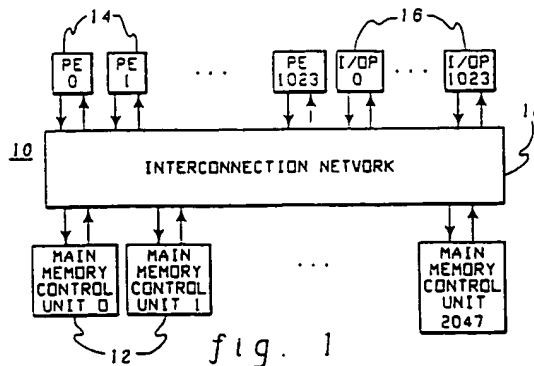 14
16
PE
0
PE
1
...
PE
1023
I/OP
0
...
I/OP
1023
10
INTERCONNECTION NETWORK
MAIN
MEMORY
CONTROL
UNIT 0
MAIN
MEMORY
CONTROL
UNIT 1
...
MAIN
MEMORY
CONTROL
UNIT
2047
12
fig. 1